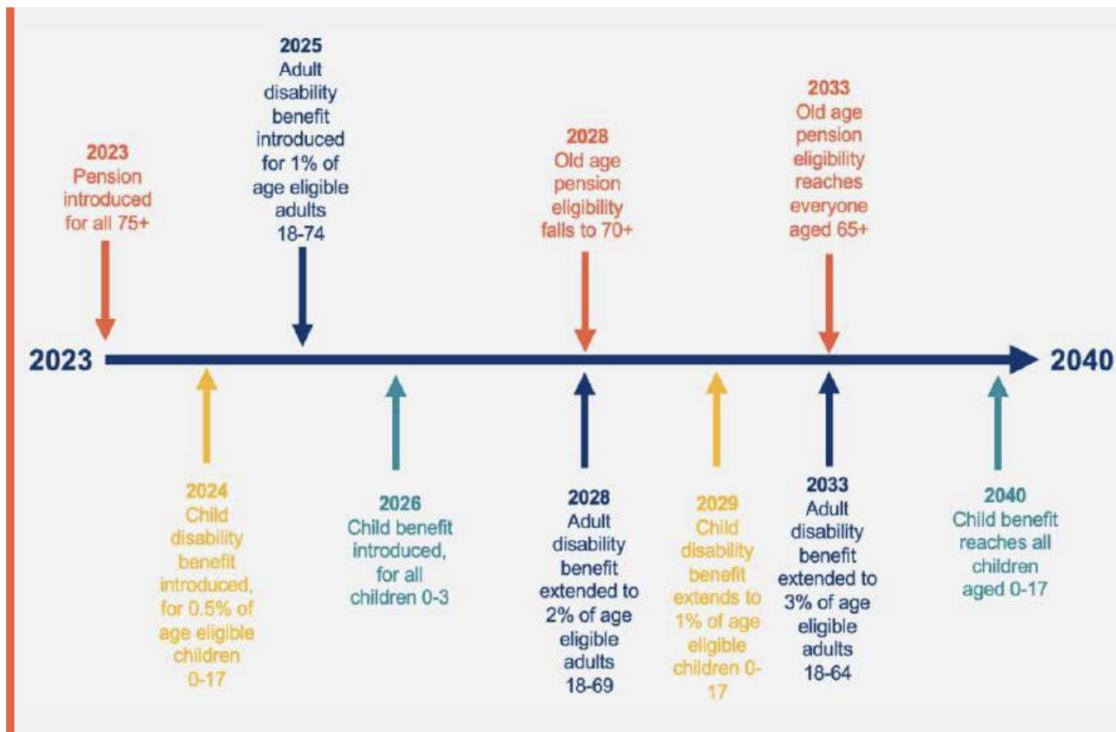 2023
Pension
introduced
for all 75+
2025
Adult
disability
benefit
introduced
for 1% of
age eligible
adults
18-74
2028
Old age
pension
eligibility
falls to 70+
2033
Old age
pension
eligibility
reaches
everyone
aged 65+
2023
2040
2024
Child
disability
benefit
introduced,
for 0.5% of
age eligible
children
0-17
2026
Child benefit
introduced,
for all
children 0-3
2028
Adult
disability
benefit
extended to
2% of age
eligible
adults
18-69
2029
Child
disability
benefit
extends to
1% of age
eligible
children 0-
17
2033
Adult
disability
benefit
extended to
3% of age
eligible
adults
18-64
2040
Child benefit
reaches all
children
aged 0-17